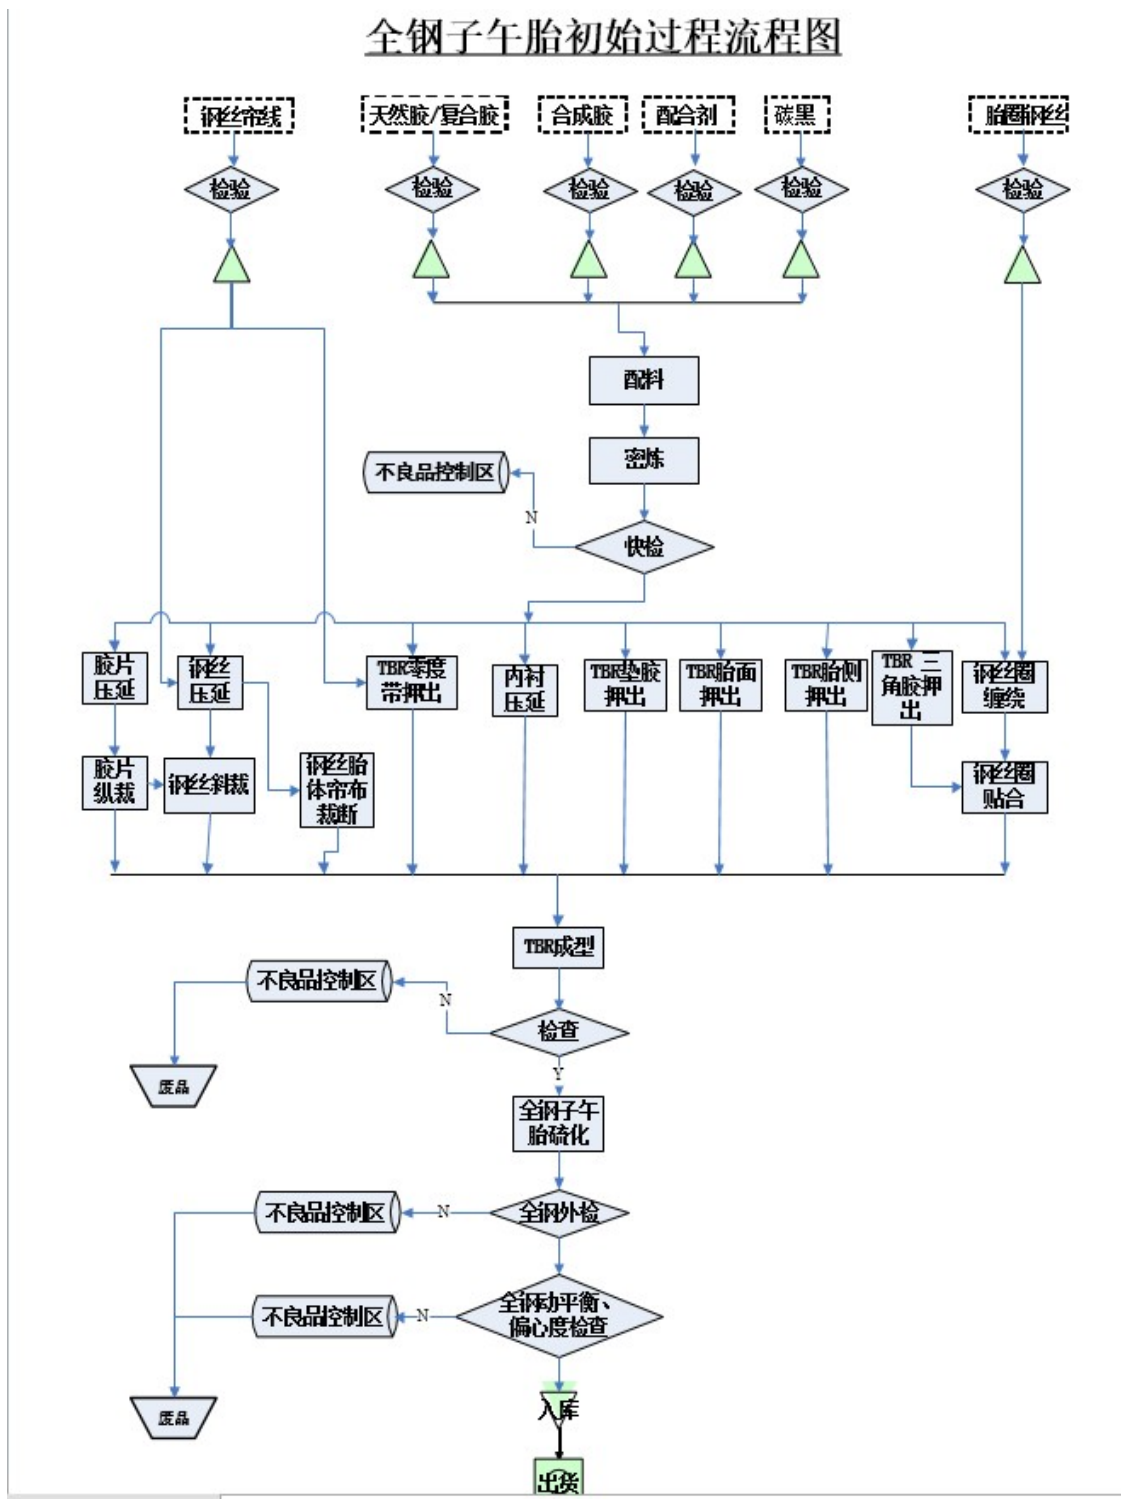 全钢子午胎初始过程流程图
钢丝帘线
天然胶/复合胶
合成胶
配合剂
碳黑
胎圈钢丝
检验
检验
检验
检验
检验
检验
配料
密炼
不良品控制区
N
快检
胶片
压延
钢丝
压延
TBR零度
带押出
内衬
压延
TBR垫胶
押出
TBR胎面
押出
TBR胎侧
押出
TBR 三
角胶押
出
钢丝圈
缠绕
胶片
纵裁
钢丝斜裁
钢丝胎
体帘布
裁断
钢丝圈
贴合
TBR成型
不良品控制区
N
检查
废品
Y
全钢子午
胎硫化
不良品控制区
N
全钢外检
不良品控制区
N
全钢动平衡、
偏心度检查
废品
入库
出货